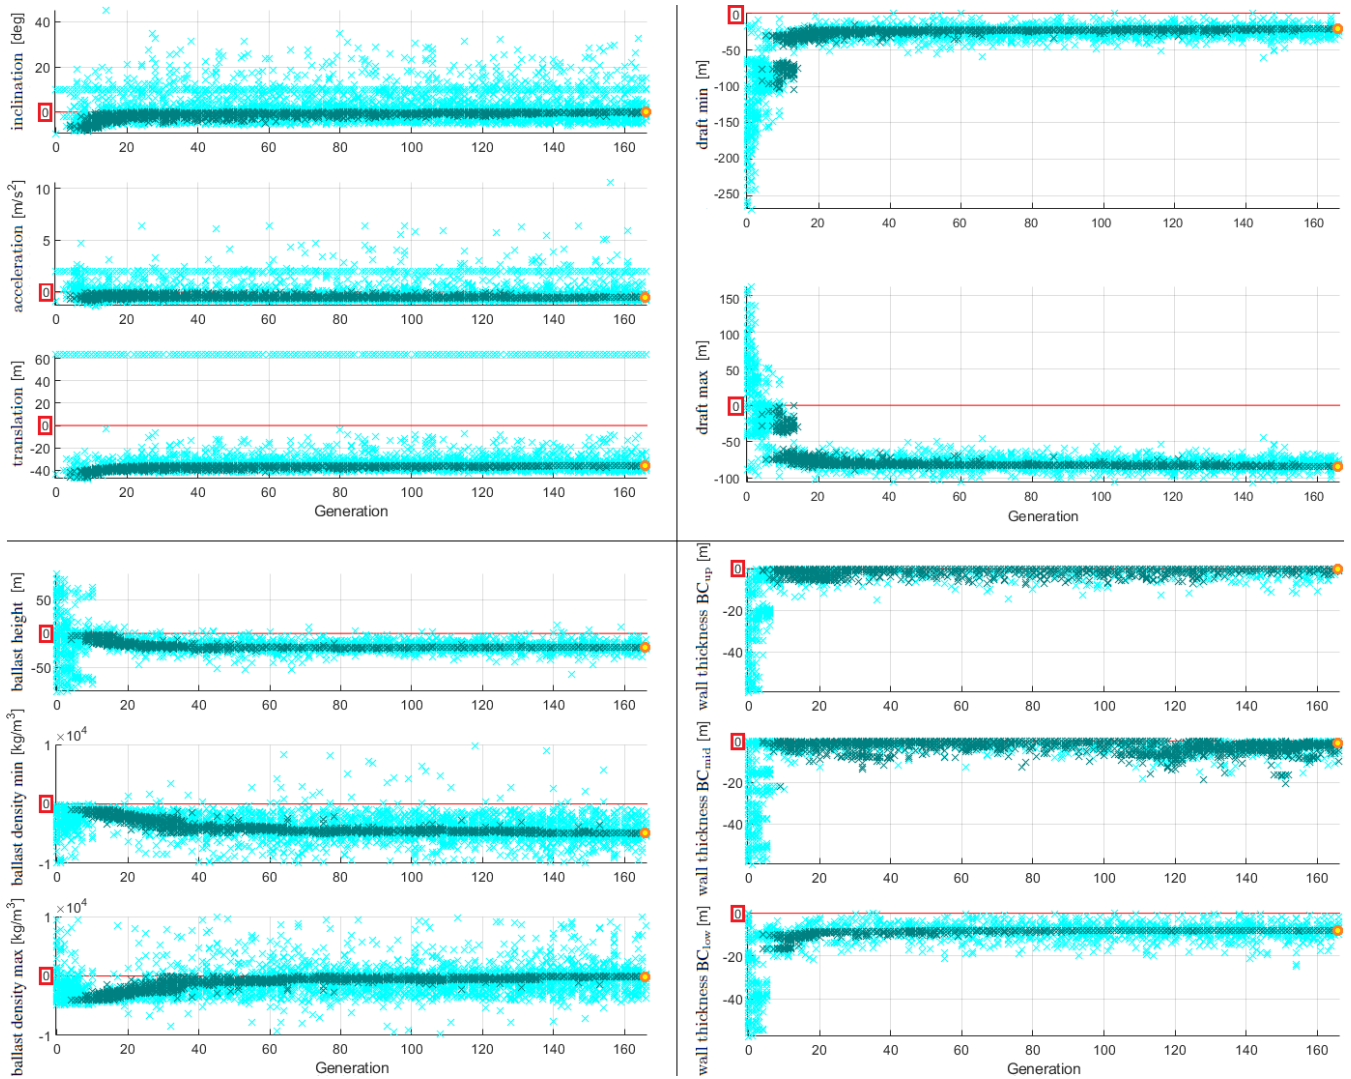 inclination [deg]
40
20
0
0 20 40 60 80 100 120 140 160
acceleration [m/s²]
10
5
0
0 20 40 60 80 100 120 140 160
translation [m]
60
40
20
0
-20
-40
0 20 40 60 80 100 120 140 160
Generation
draft min [m]
0
-50
-100
-150
-200
-250
0 20 40 60 80 100 120 140 160
draft max [m]
150
100
50
0
-50
-100
0 20 40 60 80 100 120 140 160
Generation
ballast height [m]
50
0
-50
0 20 40 60 80 100 120 140 160
ballast density min [kg/m³]
×10⁴
1
0
-1
0 20 40 60 80 100 120 140 160
ballast density max [kg/m³]
×10⁴
1
0
-1
0 20 40 60 80 100 120 140 160
Generation
wall thickness BCup [m]
0
-20
-40
0 20 40 60 80 100 120 140 160
wall thickness BCmid [m]
0
-20
-40
0 20 40 60 80 100 120 140 160
wall thickness BClow [m]
0
-20
-40
0 20 40 60 80 100 120 140 160
Generation